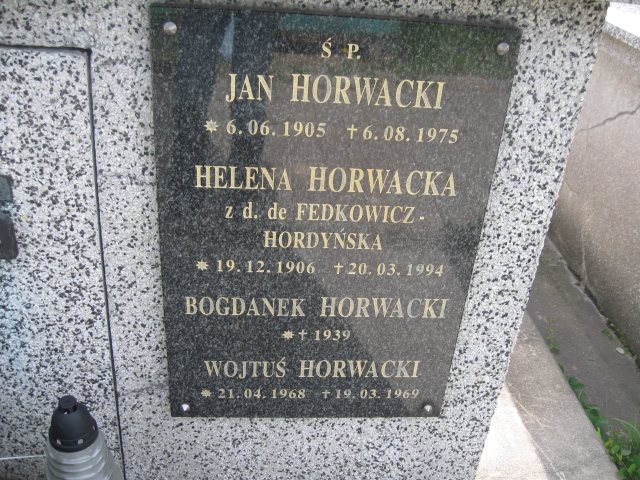 Ś P.
JAN HORWACKI
✵ 6.06.1905 ✝ 6.08.1975
HELENA HORWACKA
z d. de FEDKOWICZ-
HORDYŃSKA
✵ 19.12.1906 ✝ 20.03.1994
BOGDANEK HORWACKI
✵ ✝ 1939
WOJTUŚ HORWACKI
✵ 21.04.1968 ✝ 19.03.1969